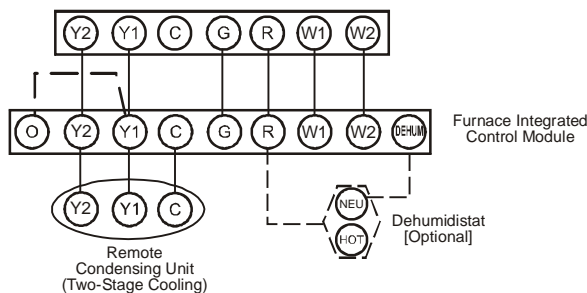 Y2 Y1 C G R W1 W2
O Y2 Y1 C G R W1 W2 DEHUM
Furnace Integrated
Control Module
Y2 Y1 C
NEU
HOT
Dehumidistat
[Optional]
Remote
Condensing Unit
(Two-Stage Cooling)